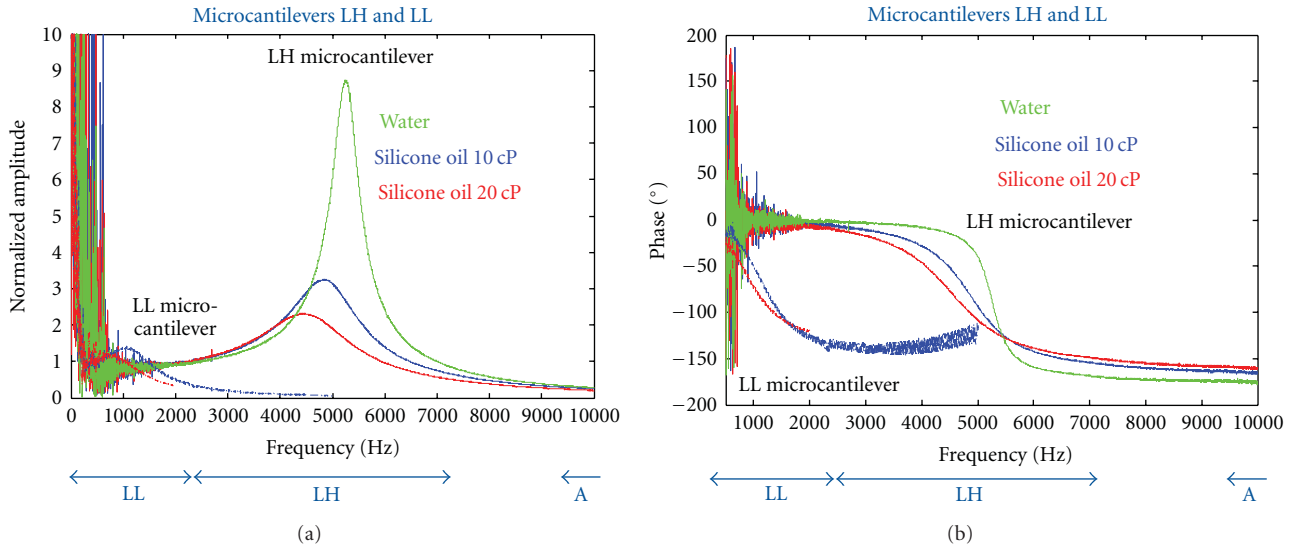 Microcantilevers LH and LL
10
9
8
7
6
5
4
3
2
1
0
Normalized amplitude
LH microcantilever
Water
Silicone oil 10 cP
Silicone oil 20 cP
LL micro-
cantilever
0 1000 2000 3000 4000 5000 6000 7000 8000 9000 10000
Frequency (Hz)
LL LH A
(a)
Microcantilevers LH and LL
200
150
100
50
0
−50
−100
−150
−200
Phase (°)
Water
Silicone oil 10 cP
Silicone oil 20 cP
LH microcantilever
LL microcantilever
1000 2000 3000 4000 5000 6000 7000 8000 9000 10000
Frequency (Hz)
LL LH A
(b)